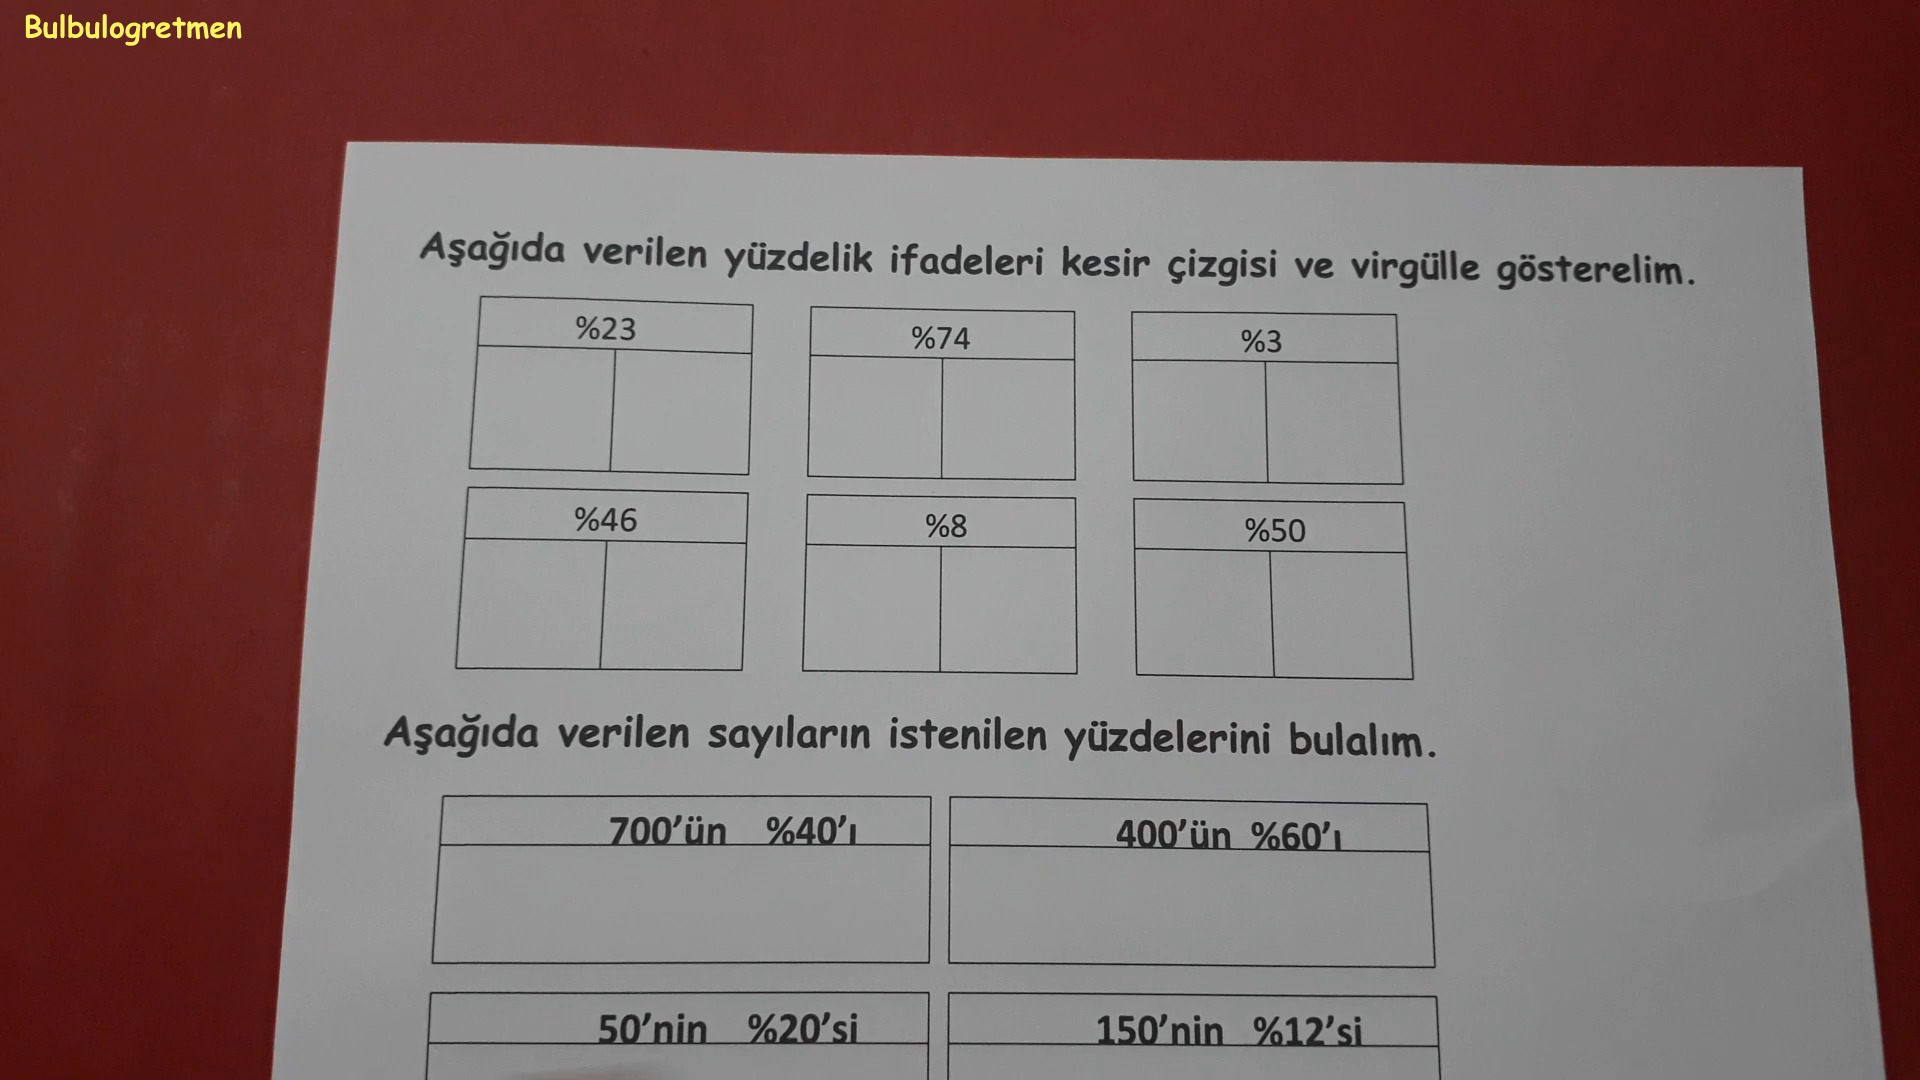 Bulbulogretmen
Aşağıda verilen yüzdelik ifadeleri kesir çizgisi ve virgülle gösterelim.
%23 %74 %3
%46 %8 %50
Aşağıda verilen sayıların istenilen yüzdelerini bulalım.
700’ün %40’ı 400’ün %60’ı
50’nin %20’si 150’nin %12’si